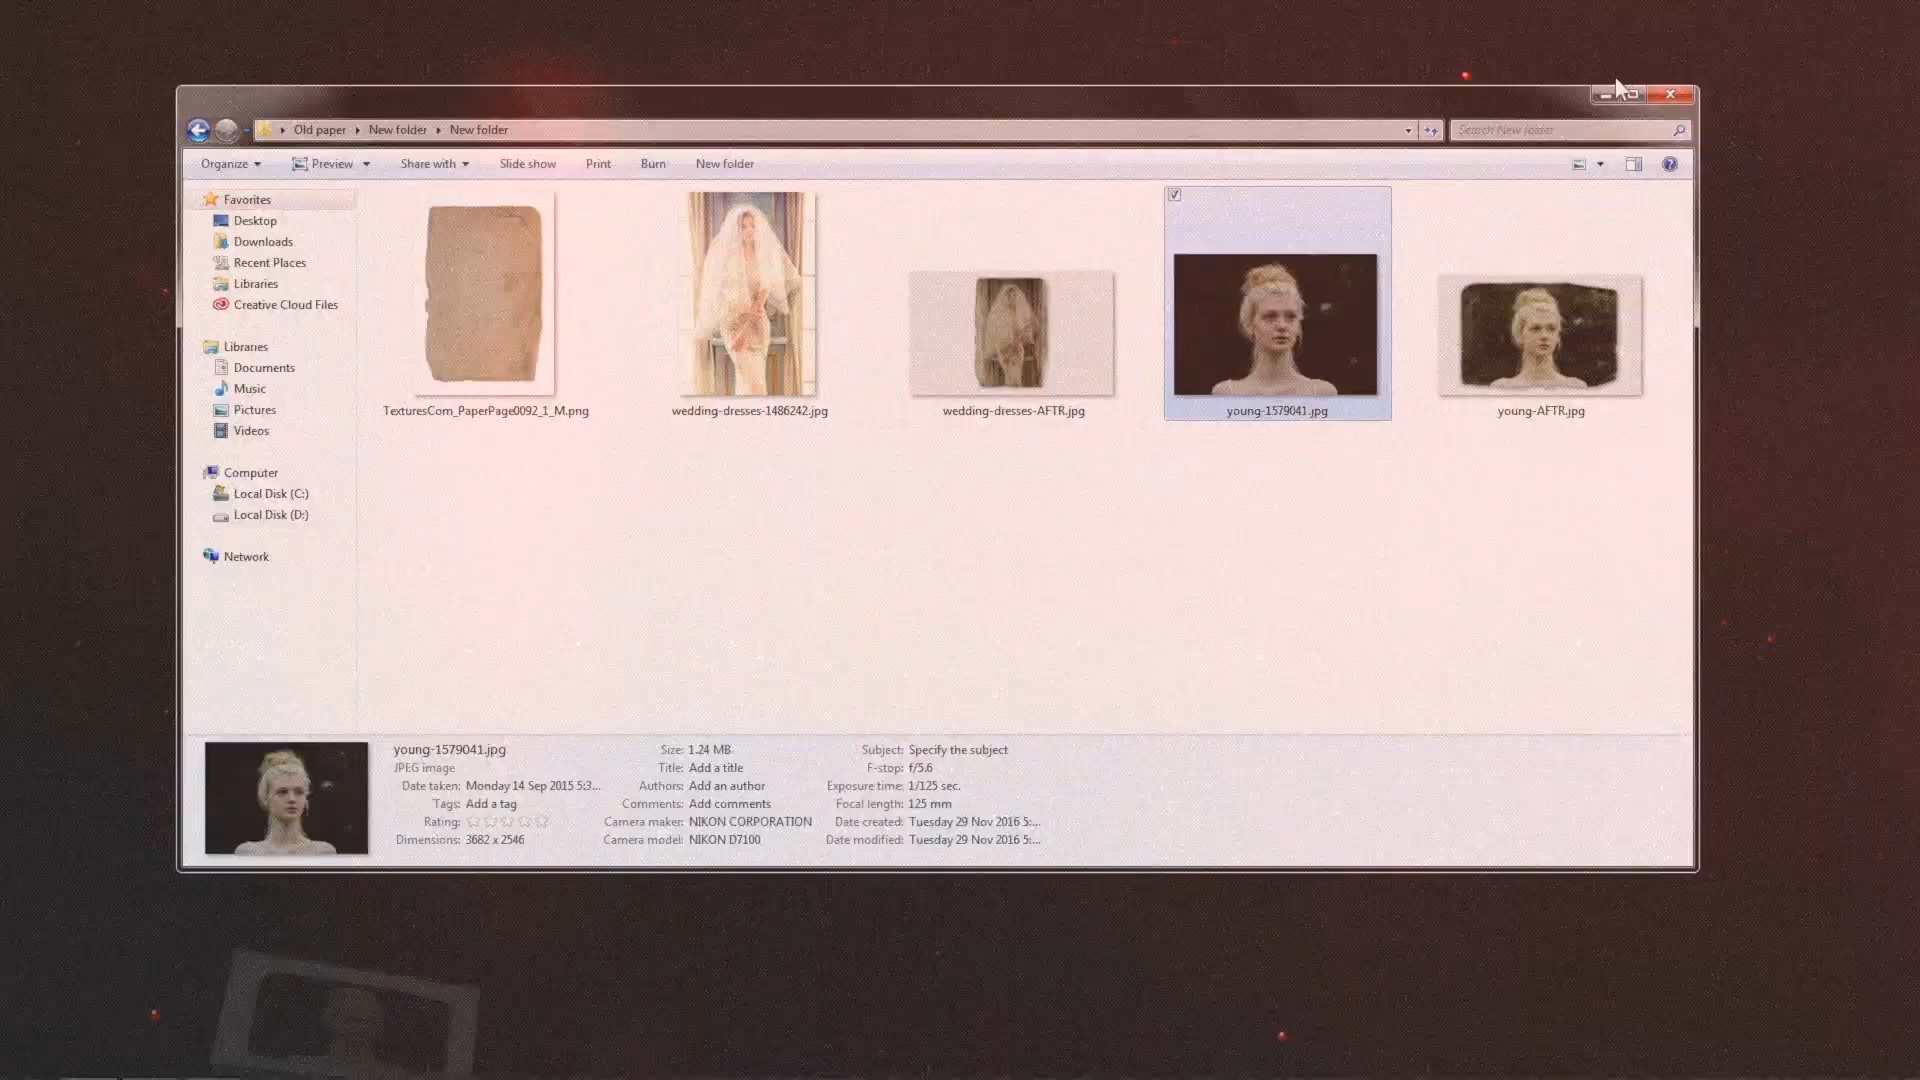 Old paper New folder New folder
Search New folder
Organize Preview Share with Slide show Print Burn New folder
Favorites
Desktop
Downloads
Recent Places
Libraries
Creative Cloud Files
Libraries
Documents
Music
Pictures
Videos
Computer
Local Disk (C:)
Local Disk (D:)
Network
TexturesCom_PaperPage0092_1_M.png
wedding-dresses-1486242.jpg
wedding-dresses-AFTR.jpg
young-1579041.jpg
young-AFTR.jpg
young-1579041.jpg
JPEG image
Date taken: Monday 14 Sep 2015 5:3...
Tags: Add a tag
Rating:
Dimensions: 3682 x 2546
Size: 1.24 MB
Title: Add a title
Authors: Add an author
Comments: Add comments
Camera maker: NIKON CORPORATION
Camera model: NIKON D7100
Subject: Specify the subject
F-stop: f/5.6
Exposure time: 1/125 sec.
Focal length: 125 mm
Date created: Tuesday 29 Nov 2016 5:...
Date modified: Tuesday 29 Nov 2016 5:...